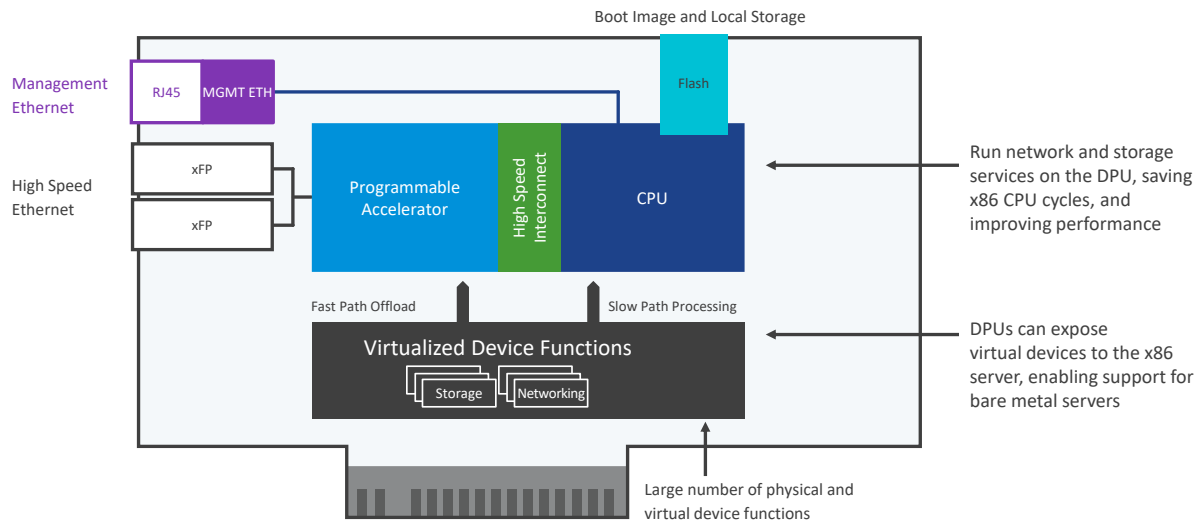 Boot Image and Local Storage
Management
Ethernet
RJ45
MGMT ETH
Flash
High Speed
Ethernet
xFP
xFP
Programmable
Accelerator
High Speed
Interconnect
CPU
Run network and storage
services on the DPU, saving
x86 CPU cycles, and
improving performance
Fast Path Offload
Slow Path Processing
Virtualized Device Functions
Storage
Networking
DPUs can expose
virtual devices to the x86
server, enabling support for
bare metal servers
Large number of physical and
virtual device functions